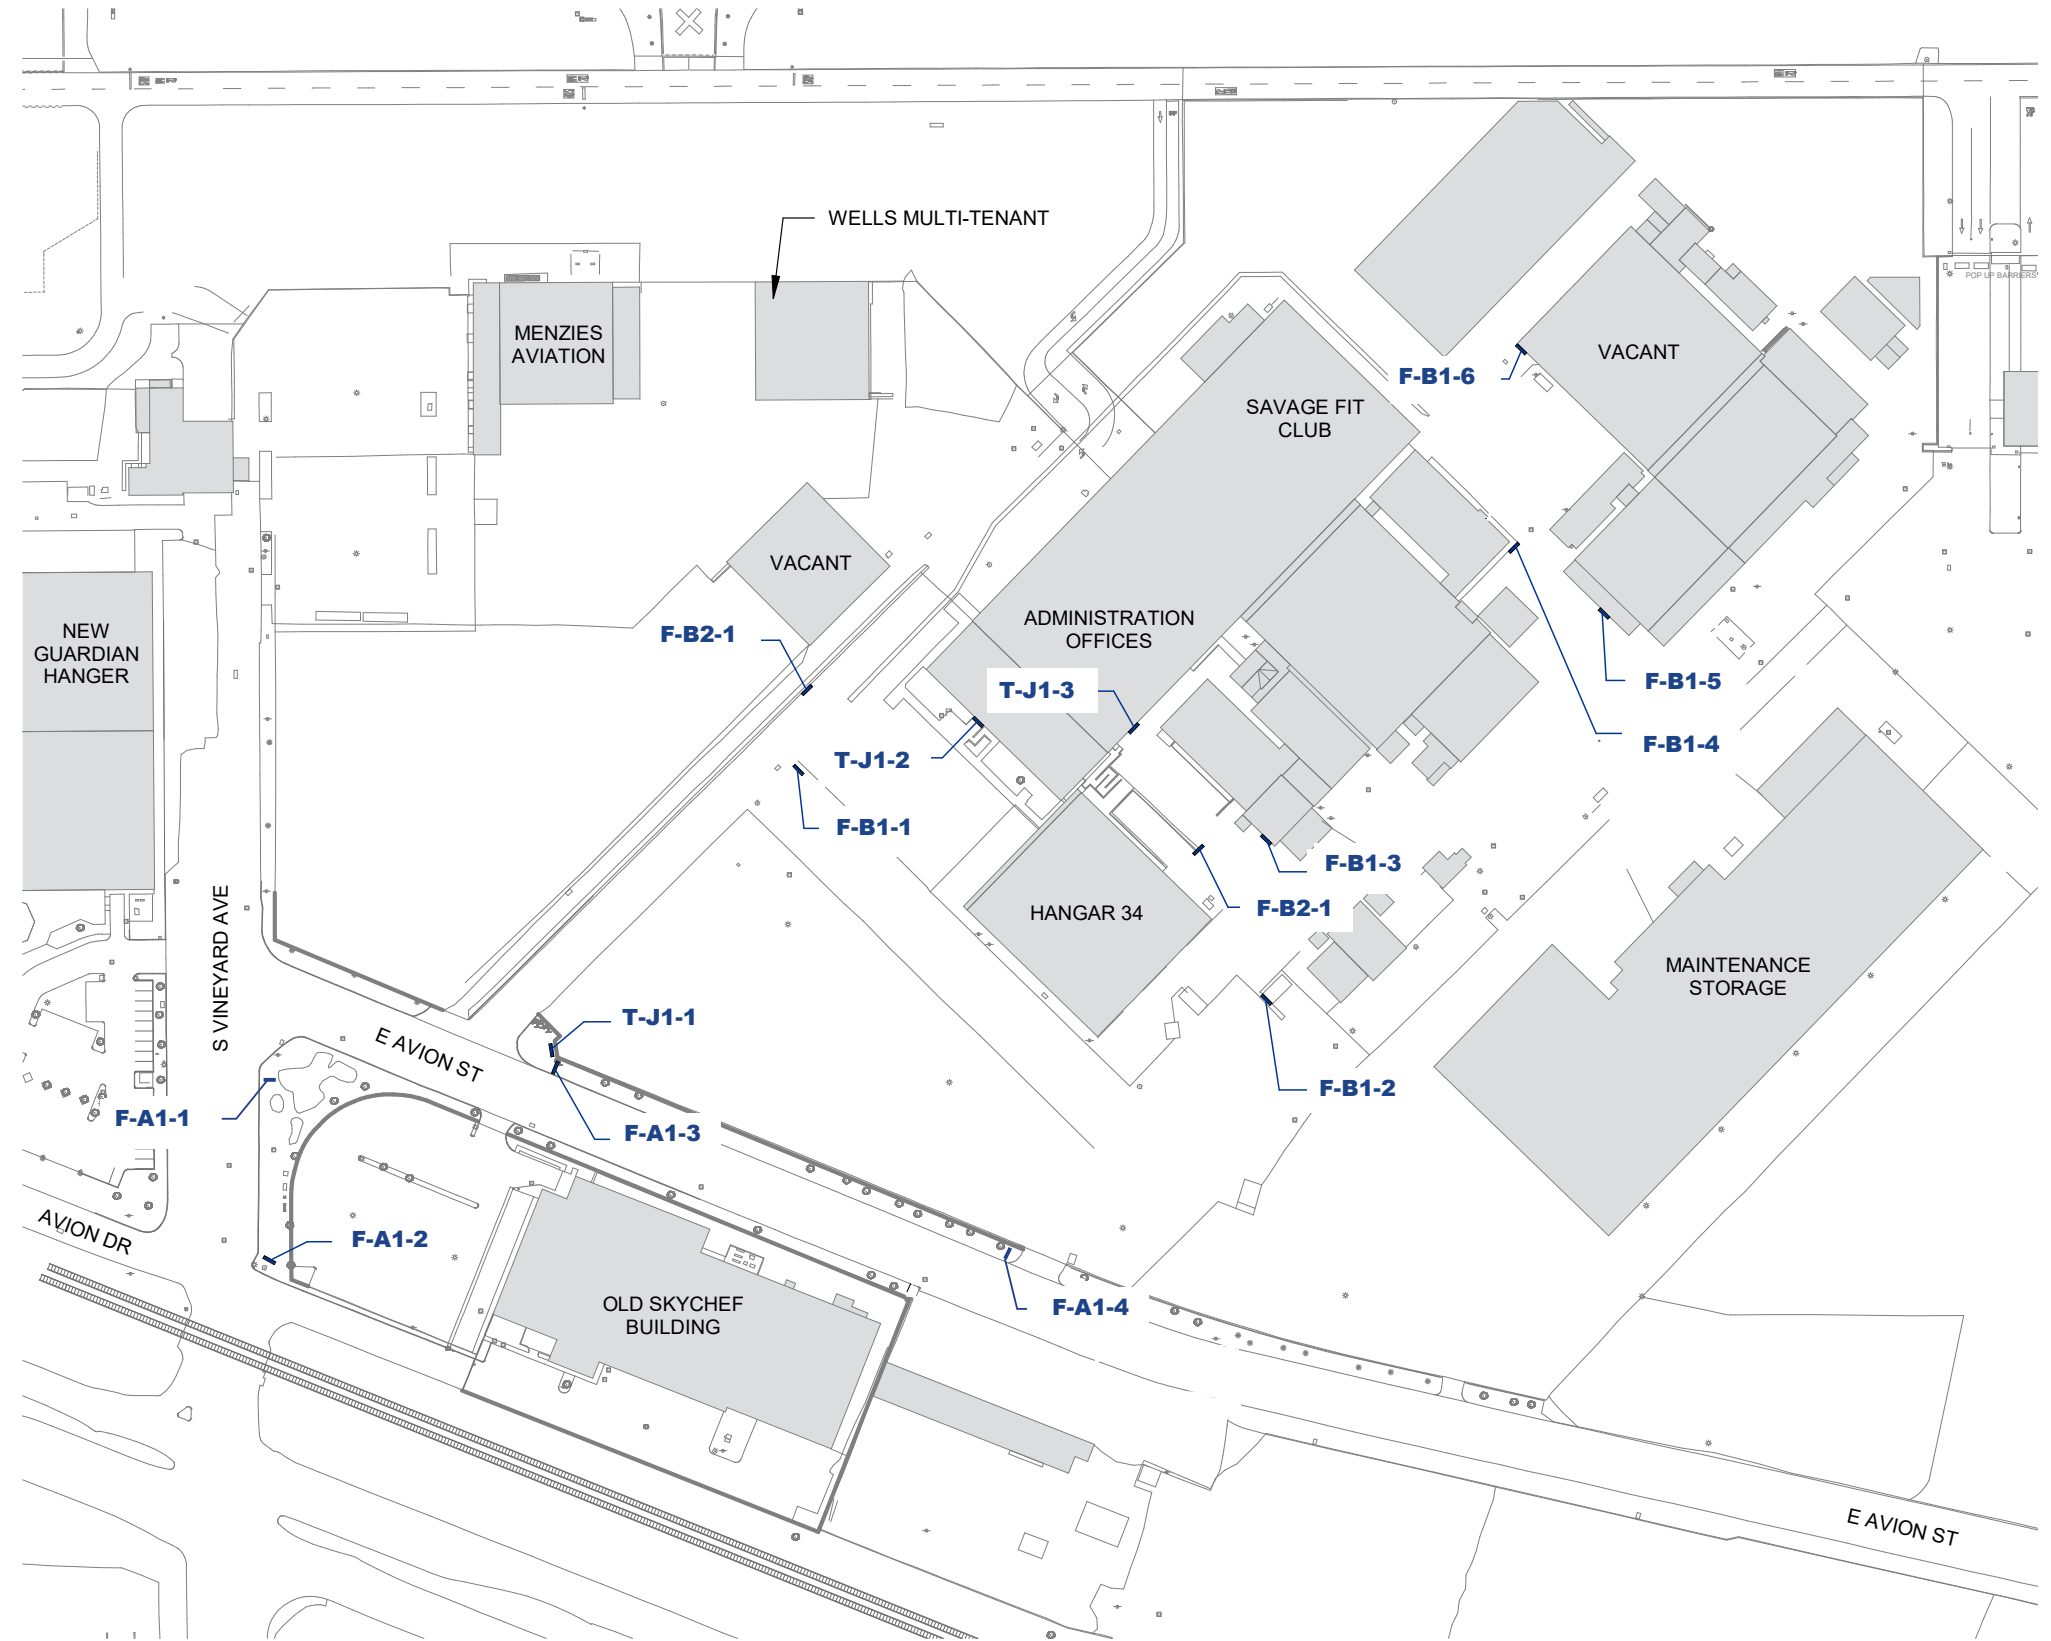 WELLS MULTI-TENANT
POP UP BARRIERS
MENZIES
AVIATION
VACANT
F-B1-6
SAVAGE FIT
CLUB
VACANT
NEW
GUARDIAN
HANGER
F-B2-1
ADMINISTRATION
OFFICES
T-J1-3
F-B1-5
F-B1-4
T-J1-2
F-B1-1
F-B1-3
F-B2-1
HANGAR 34
S VINEYARD AVE
MAINTENANCE
STORAGE
T-J1-1
E AVION ST
F-B1-2
F-A1-1
F-A1-3
AVION DR
F-A1-2
F-A1-4
OLD SKYCHEF
BUILDING
E AVION ST